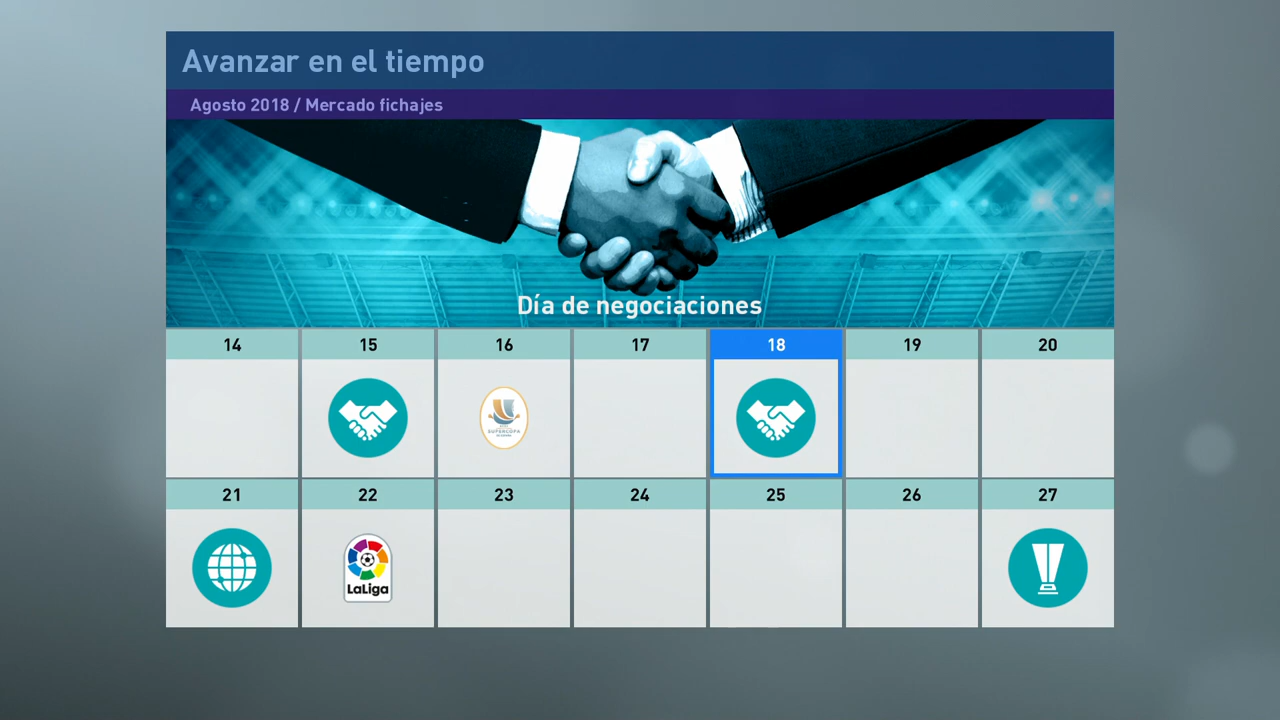 Avanzar en el tiempo
Agosto 2018 / Mercado fichajes
Día de negociaciones
14 15 16 17 18 19 20
SUPERCOPA
21 22 23 24 25 26 27
LaLiga